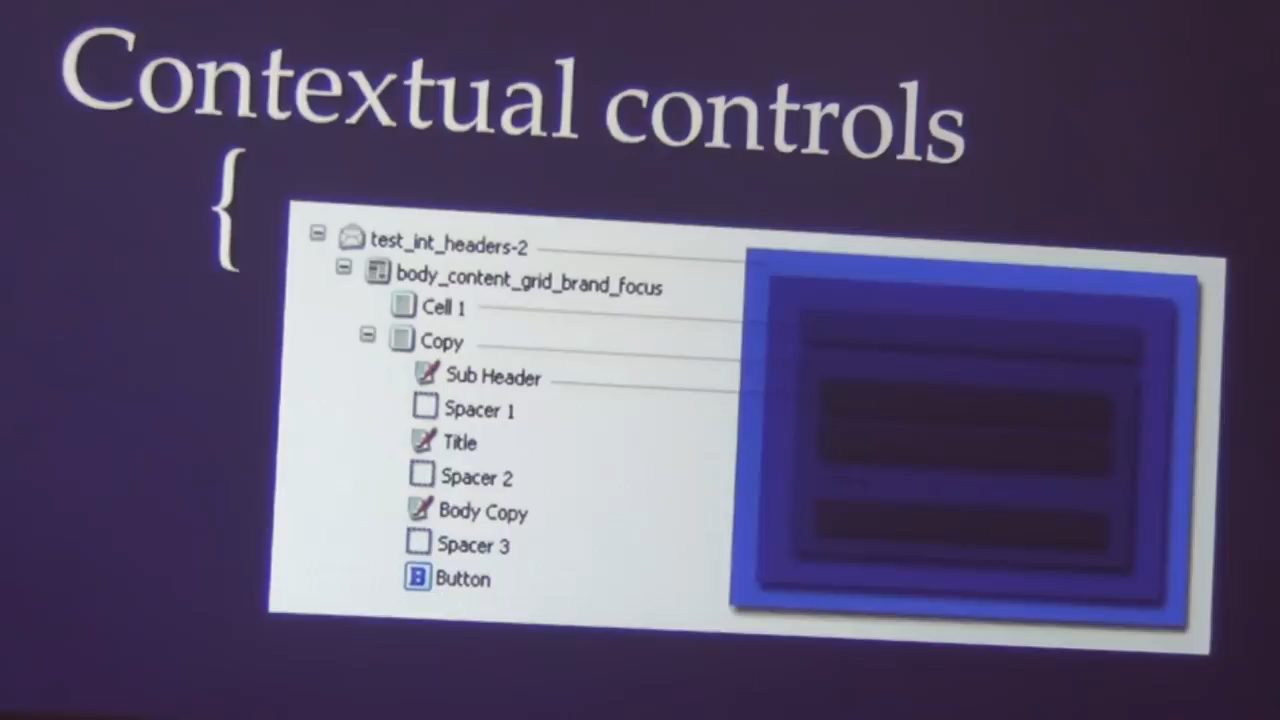 Contextual controls
{
test_int_headers-2
body_content_grid_brand_focus
Cell 1
Copy
Sub Header
Spacer 1
Title
Spacer 2
Body Copy
Spacer 3
B Button